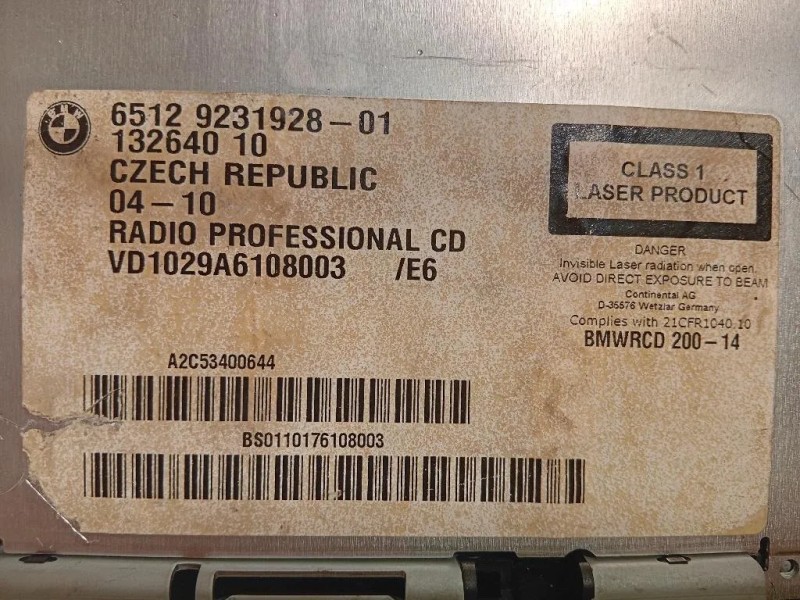 BMW
6512 9231928-01
132640 10
CZECH REPUBLIC
04-10
RADIO PROFESSIONAL CD
VD1029A6108003 /E6
CLASS 1
LASER PRODUCT
DANGER
Invisible Laser radiation when open.
AVOID DIRECT EXPOSURE TO BEAM
Continental AG
D-35576 Wetzlar Germany
Complies with 21CFR1040.10
BMWRCD 200-14
A2C53400644
BS0110176108003